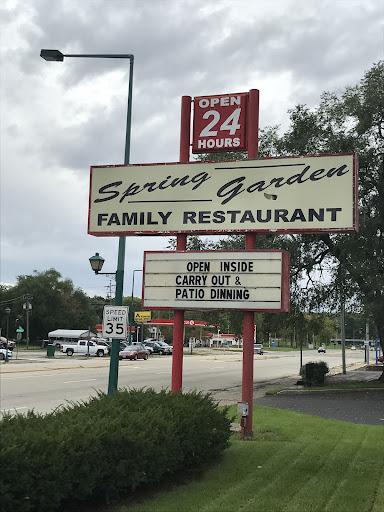 OPEN
24
HOURS
Spring Garden
FAMILY RESTAURANT
OPEN INSIDE
CARRY OUT &
PATIO DINNING
SPEED
LIMIT
35